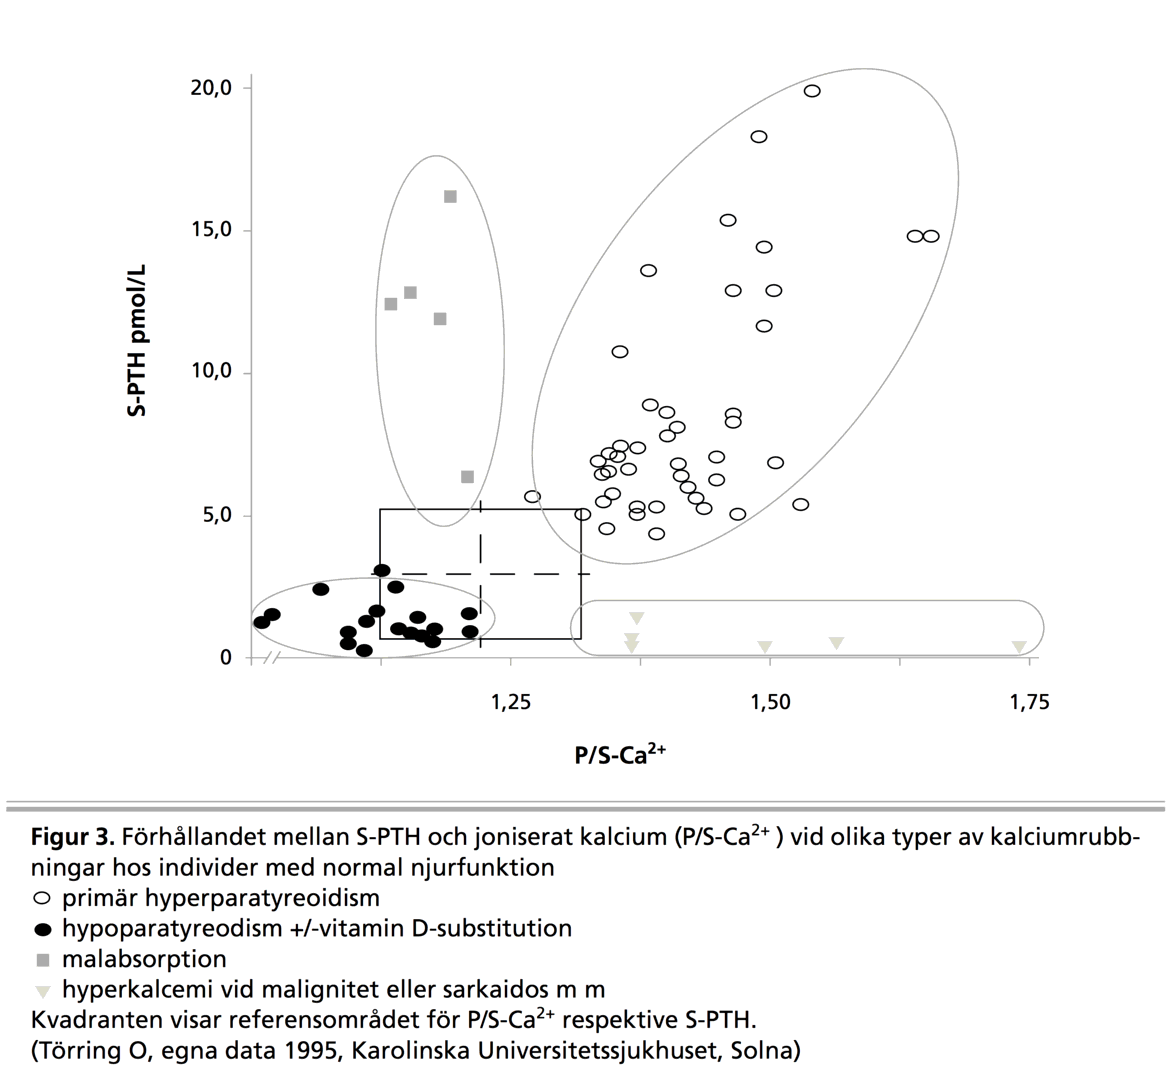 20,0
15,0
10,0
5,0
0
S-PTH pmol/L
1,25 1,50 1,75
P/S-Ca²⁺
Figur 3. Förhållandet mellan S-PTH och joniserat kalcium (P/S-Ca²⁺ ) vid olika typer av kalciumrubb-
ningar hos individer med normal njurfunktion
primär hyperparatyreoidism
hypoparatyreodism +/-vitamin D-substitution
malabsorption
hyperkalcemi vid malignitet eller sarkaidos m m
Kvadranten visar referensområdet för P/S-Ca²⁺ respektive S-PTH.
(Törring O, egna data 1995, Karolinska Universitetssjukhuset, Solna)